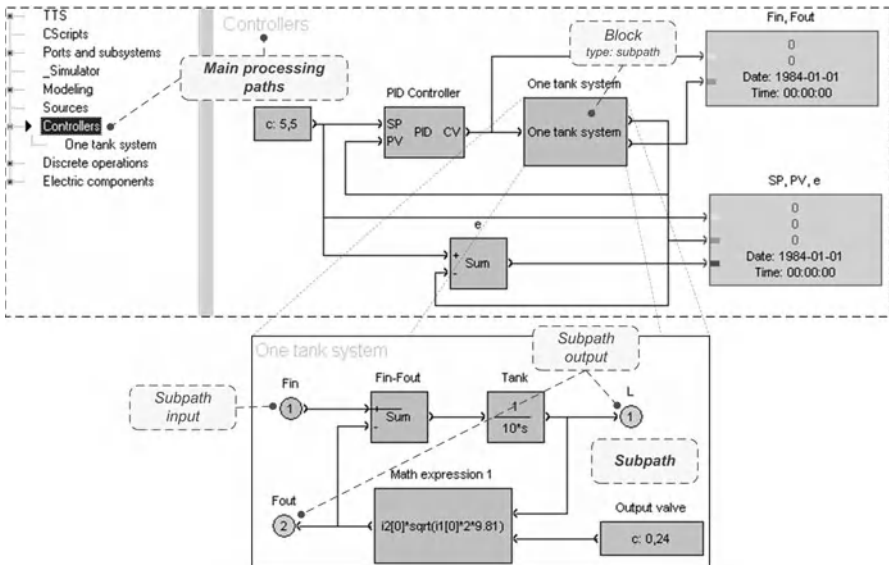 TTS
CScripts
Ports and subsystems
_Simulator
Modeling
Sources
Controllers
One tank system
Discrete operations
Electric components
Controllers
Main processing
paths
Block
type: subpath
Fin, Fout
0
0
Date: 1984-01-01
Time: 00:00:00
PID Controller
One tank system
c: 5,5
SP
PV
PID
CV
One tank system
SP, PV, e
0
0
0
Date: 1984-01-01
Time: 00:00:00
e
+
-
Sum
One tank system
Subpath
output
Subpath
input
Fin
1
Fin-Fout
+
-
Sum
Tank
1
10*s
L
1
Subpath
Math expression 1
Fout
2
i2[0]*sqrt(i1[0]*2*9.81)
Output valve
c: 0,24